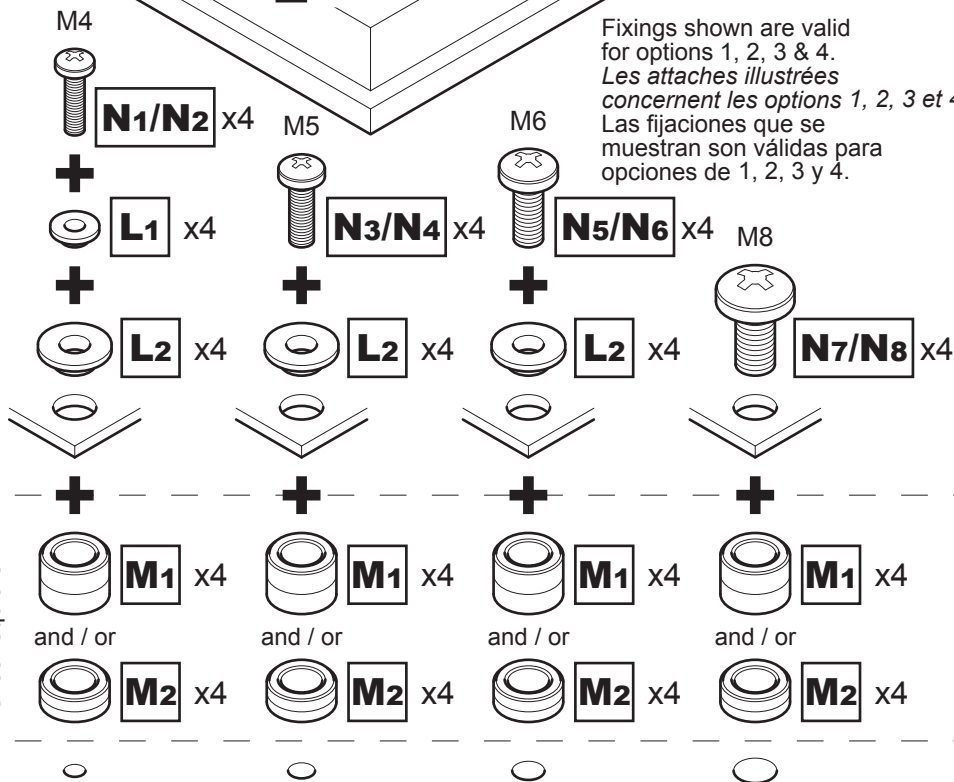 M4
Fixings shown are valid
for options 1, 2, 3 & 4.
Les attaches illustrées
concernent les options 1, 2, 3 et 4
Las fijaciones que se
muestran son válidas para
opciones de 1, 2, 3 y 4.
N1/N2 x4
M5
M6
L1 x4
N3/N4 x4
N5/N6 x4
M8
L2 x4
L2 x4
L2 x4
N7/N8 x4
M1 x4
M1 x4
M1 x4
M1 x4
and / or
and / or
and / or
and / or
M2 x4
M2 x4
M2 x4
M2 x4